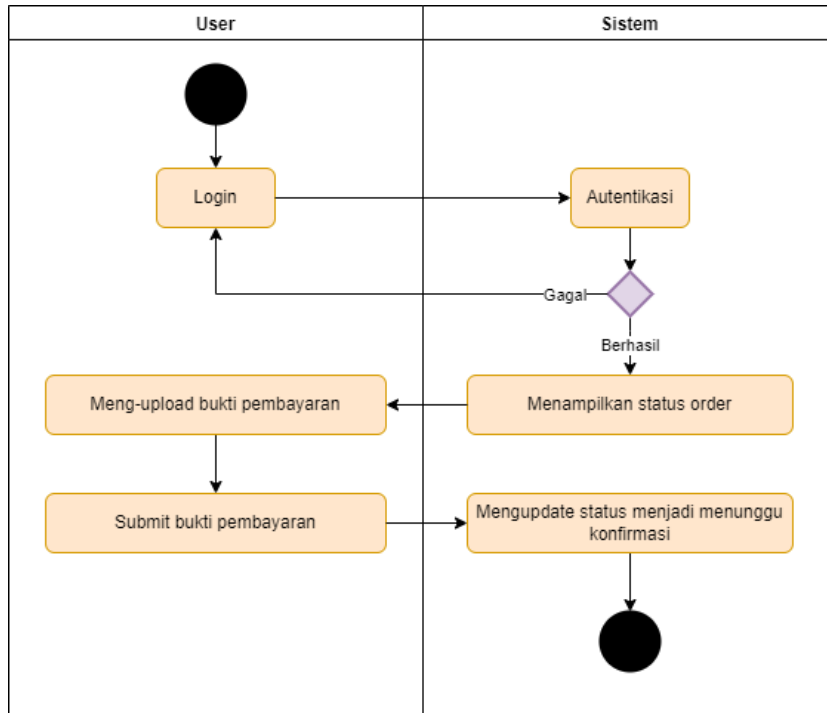 User
Sistem
Login
Autentikasi
Gagal
Berhasil
Meng-upload bukti pembayaran
Menampilkan status order
Submit bukti pembayaran
Mengupdate status menjadi menunggu
konfirmasi